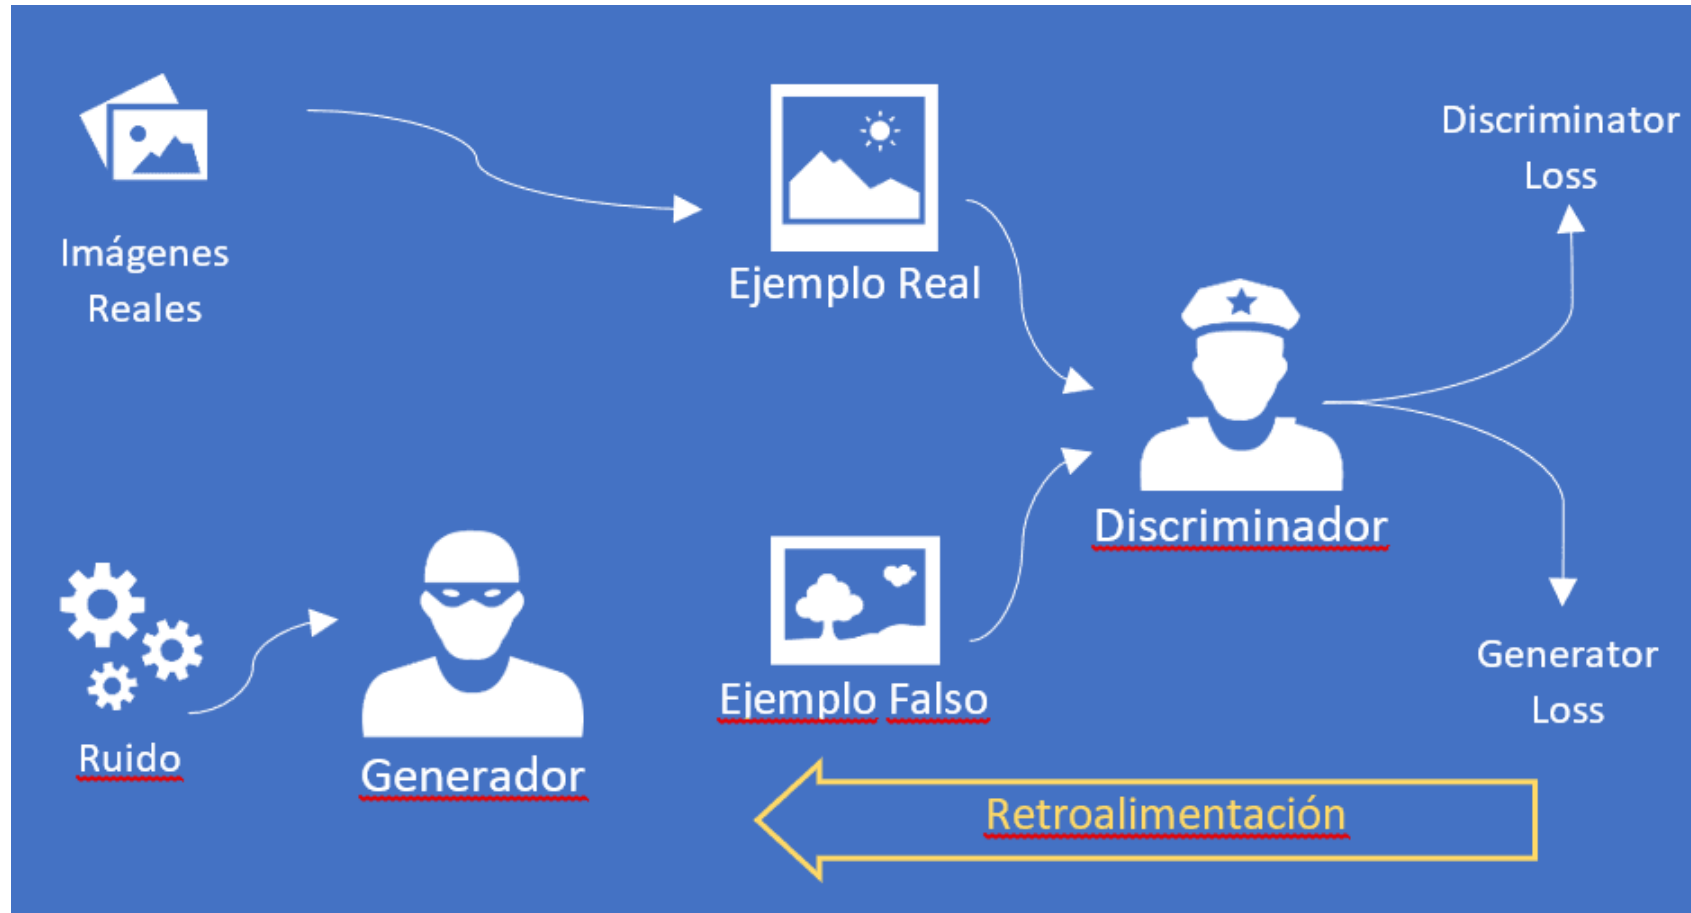 Imágenes
Reales
Ejemplo Real
Discriminator
Loss
Discriminador
Ruido
Generador
Ejemplo Falso
Generator
Loss
Retroalimentación